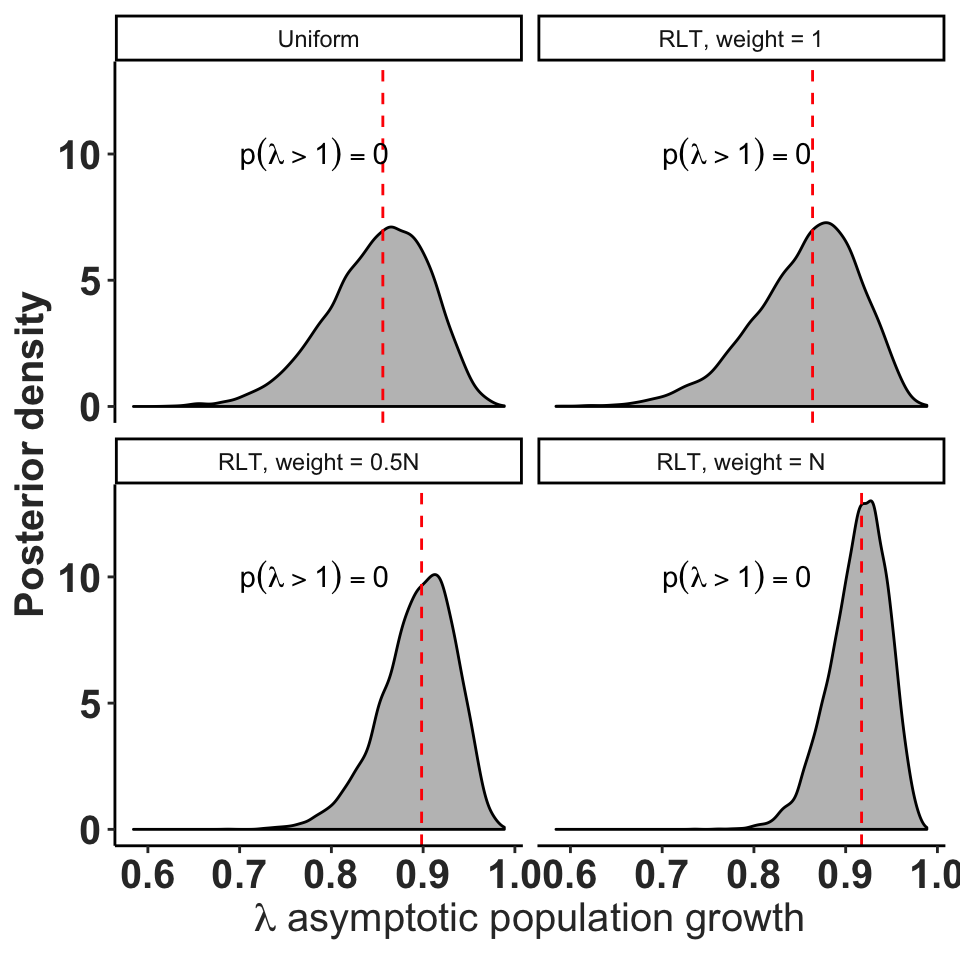 Uniform
RLT, weight = 1
p(λ > 1) = 0
p(λ > 1) = 0
10
5
0
RLT, weight = 0.5N
RLT, weight = N
p(λ > 1) = 0
p(λ > 1) = 0
10
5
0
Posterior density
0.6 0.7 0.8 0.9 1.0 0.6 0.7 0.8 0.9 1.0
λ asymptotic population growth